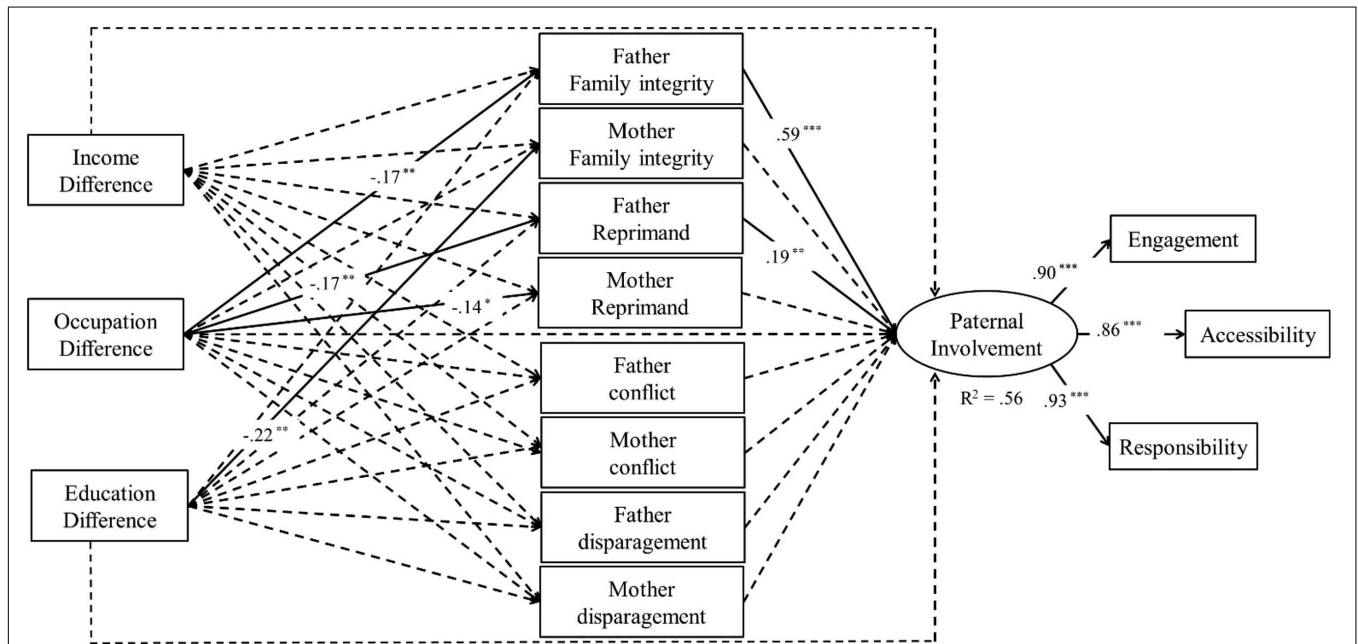 Father
Family integrity
Mother
Family integrity
.59***
Income
Difference
-.17**
Father
Reprimand
Engagement
.19**
-.17**
.90***
Mother
Reprimand
-.14*
Occupation
Difference
Paternal
Involvement
.86***
Accessibility
Father
conflict
R² = .56
.93***
-.22**
Mother
conflict
Responsibility
Education
Difference
Father
disparagement
Mother
disparagement